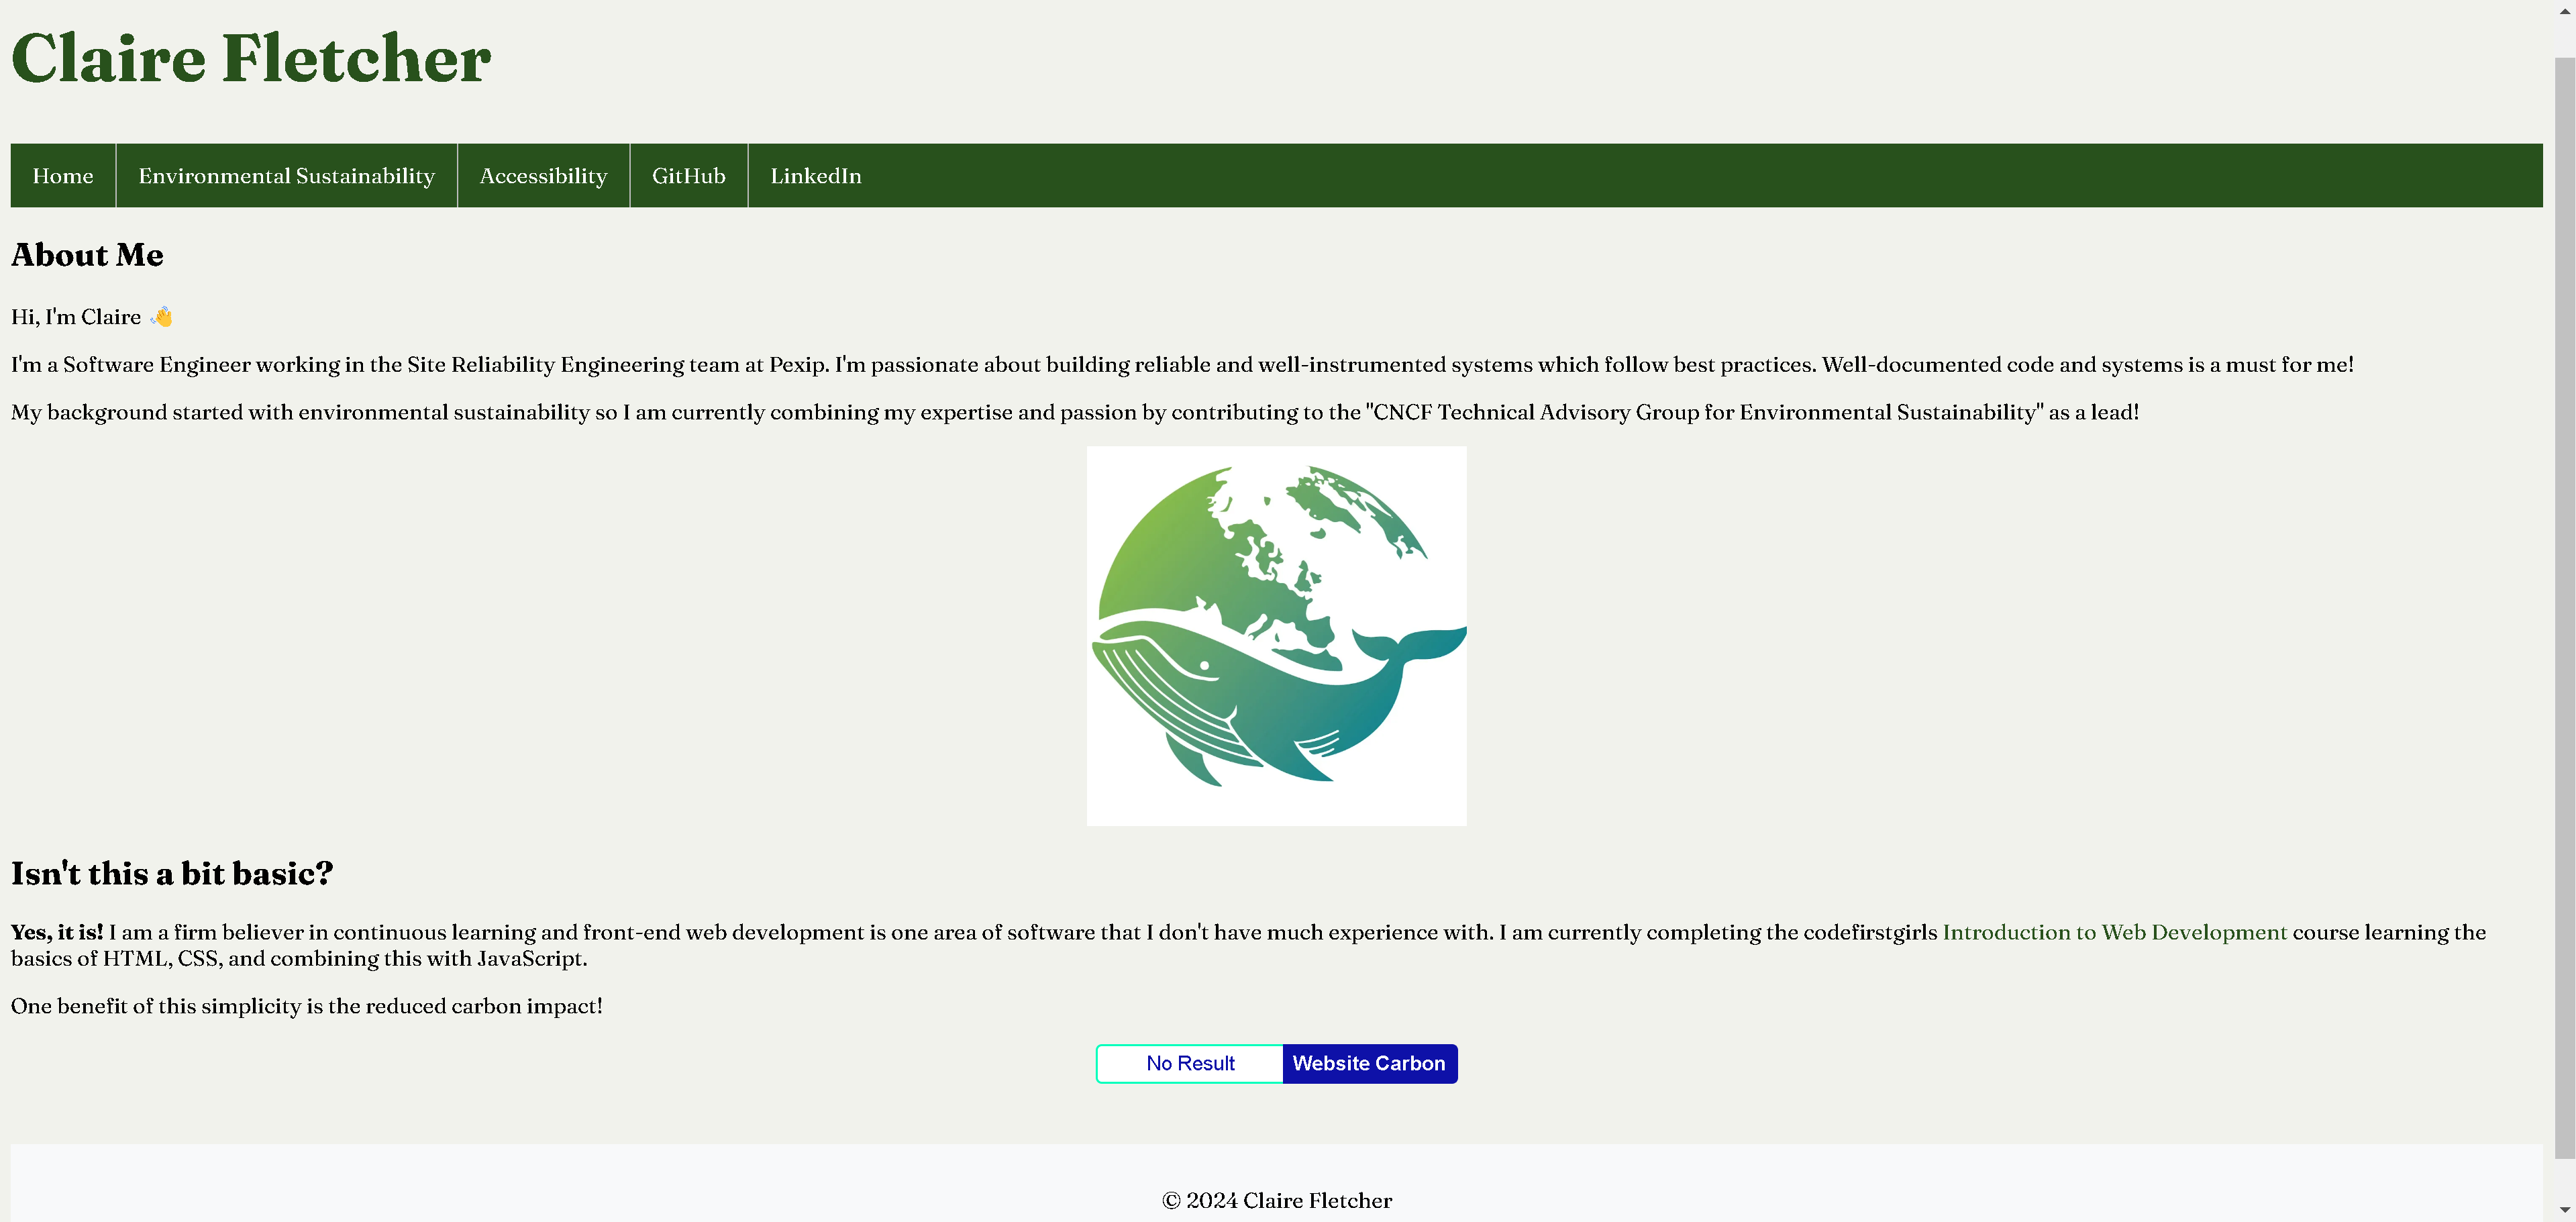 Claire Fletcher
Home Environmental Sustainability Accessibility GitHub LinkedIn
About Me
Hi, I'm Claire 👋
I'm a Software Engineer working in the Site Reliability Engineering team at Pexip. I'm passionate about building reliable and well-instrumented systems which follow best practices. Well-documented code and systems is a must for me!
My background started with environmental sustainability so I am currently combining my expertise and passion by contributing to the "CNCF Technical Advisory Group for Environmental Sustainability" as a lead!
Isn't this a bit basic?
Yes, it is! I am a firm believer in continuous learning and front-end web development is one area of software that I don't have much experience with. I am currently completing the codefirstgirls Introduction to Web Development course learning the
basics of HTML, CSS, and combining this with JavaScript.
One benefit of this simplicity is the reduced carbon impact!
No Result Website Carbon
© 2024 Claire Fletcher